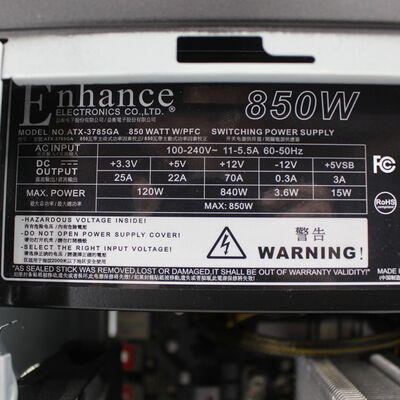 Enhance
ELECTRONICS CO.,LTD.
850W
MODEL NO.ATX-3785GA 850 WATT W/PFC SWITCHING POWER SUPPLY
AC INPUT 100-240V~ 11-5.5A 60-50Hz
DC OUTPUT +3.3V +5V +12V -12V +5VSB
25A 22A 70A 0.3A 3A
MAX. POWER 120W 840W 3.6W 15W
MAX: 850W
FC
RoHS
-HAZARDOUS VOLTAGE INSIDE!
-DO NOT OPEN POWER SUPPLY COVER!
-SELECT THE RIGHT INPUT VOLTAGE!
警告
WARNING!
"AS SEALED STICK WAS REMOVED,LOST OR DAMAGED,IT SHALL BE OUT OF WARRANTY VALIDITY!"
MADE IN